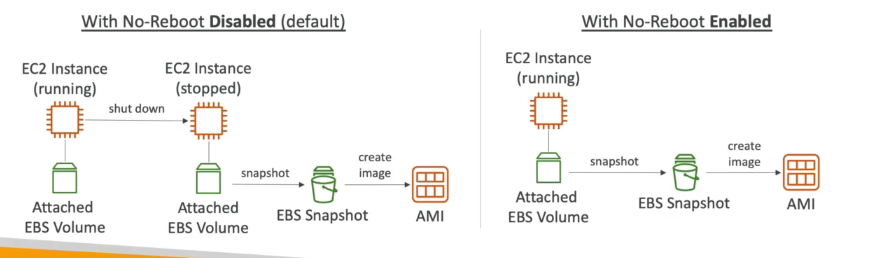 With No-Reboot Disabled (default)
EC2 Instance
(running)
EC2 Instance
(stopped)
shut down
snapshot
create
image
Attached
EBS Volume
Attached
EBS Volume
EBS Snapshot
AMI
With No-Reboot Enabled
EC2 Instance
(running)
snapshot
create
image
Attached
EBS Volume
EBS Snapshot
AMI